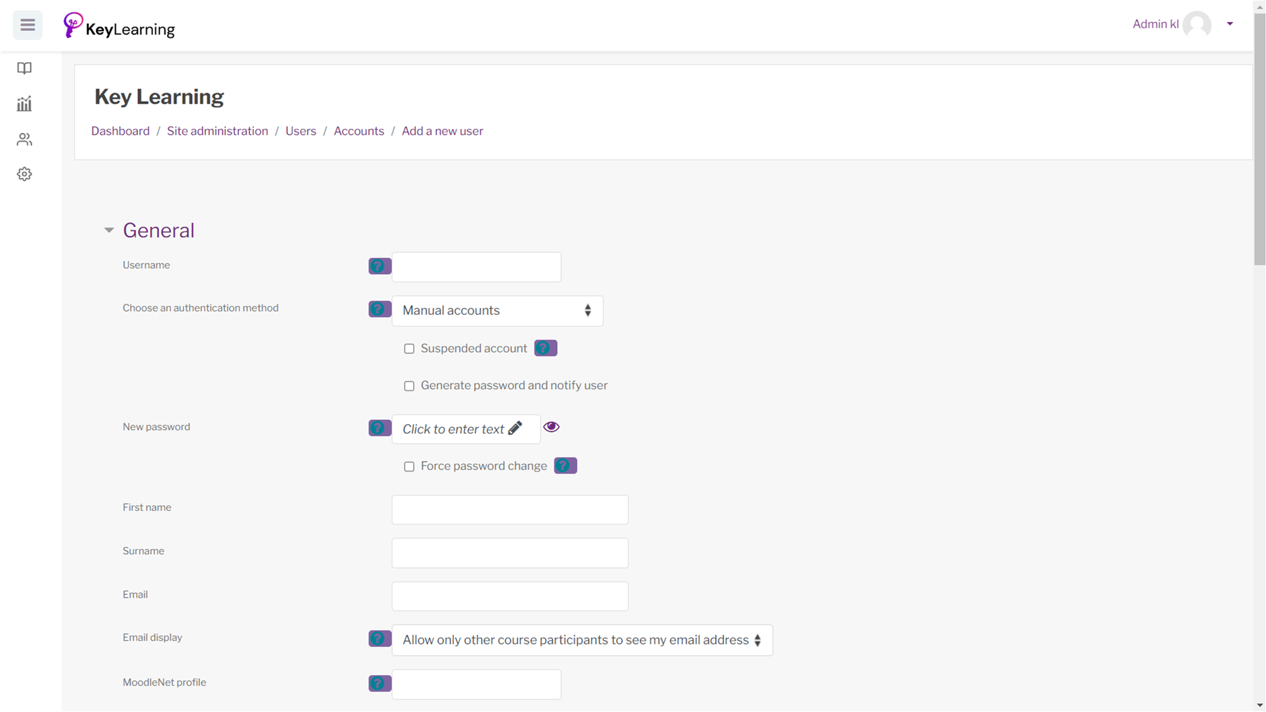 KeyLearning
Admin kl
Key Learning
Dashboard / Site administration / Users / Accounts / Add a new user
General
Username
?
Choose an authentication method
?
Manual accounts
Suspended account ?
Generate password and notify user
New password
?
Click to enter text
Force password change ?
First name
Surname
Email
Email display
?
Allow only other course participants to see my email address
MoodleNet profile
?